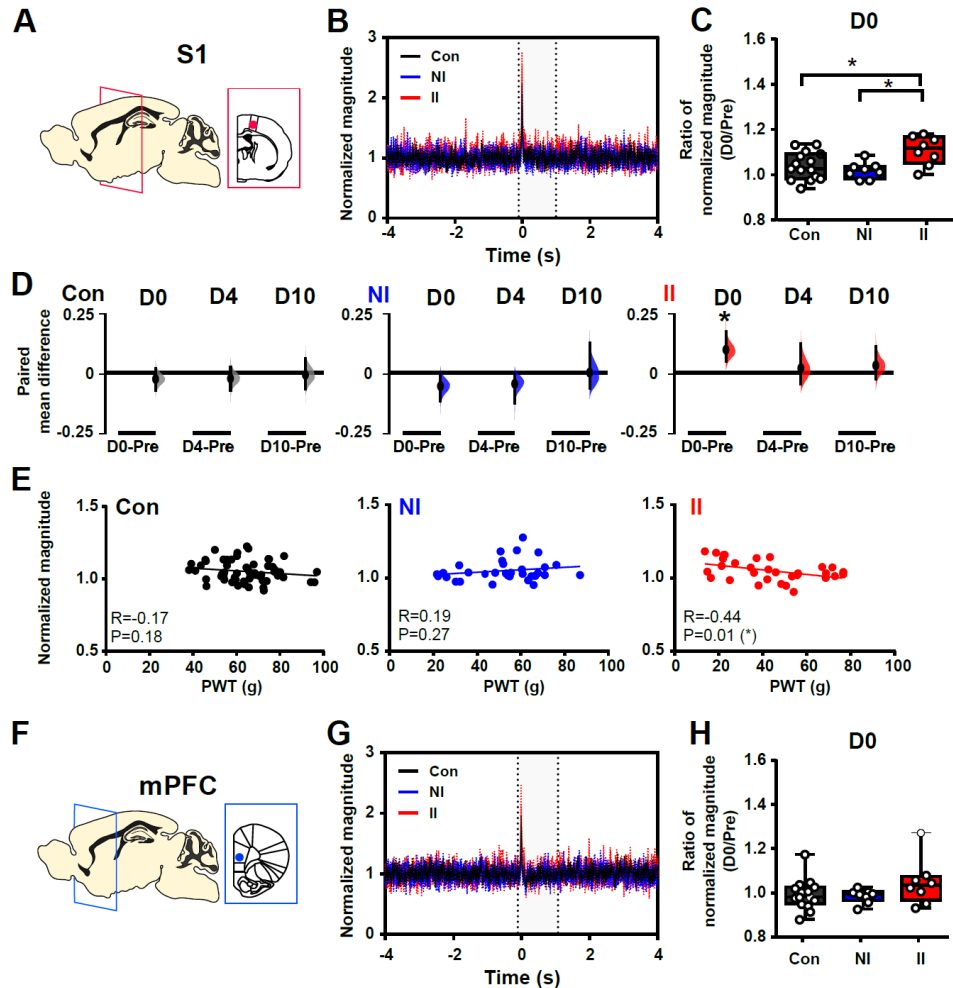 A
S1
B
Normalized magnitude
3
2
1
0
Con
NI
II
-4
-2
0
2
4
Time (s)
C
D0
Ratio of
normalized magnitude
(D0/Pre)
1.6
1.4
1.2
1.0
0.8
*
*
Con
NI
II
D
Con
D0
D4
D10
Paired
mean difference
0.25
0
-0.25
D0-Pre
D4-Pre
D10-Pre
NI
D0
D4
D10
0.25
0
-0.25
D0-Pre
D4-Pre
D10-Pre
II
D0
D4
D10
*
0.25
0
-0.25
D0-Pre
D4-Pre
D10-Pre
E
Normalized magnitude
1.5
1.0
0.5
Con
R=-0.17
P=0.18
0
20
40
60
80
100
PWT (g)
1.5
1.0
0.5
NI
R=0.19
P=0.27
0
20
40
60
80
100
PWT (g)
1.5
1.0
0.5
II
R=-0.44
P=0.01 (*)
0
20
40
60
80
100
PWT (g)
F
mPFC
G
Normalized magnitude
3
2
1
0
Con
NI
II
-4
-2
0
2
4
Time (s)
H
D0
Ratio of
normalized magnitude
(D0/Pre)
1.6
1.4
1.2
1.0
0.8
Con
NI
II